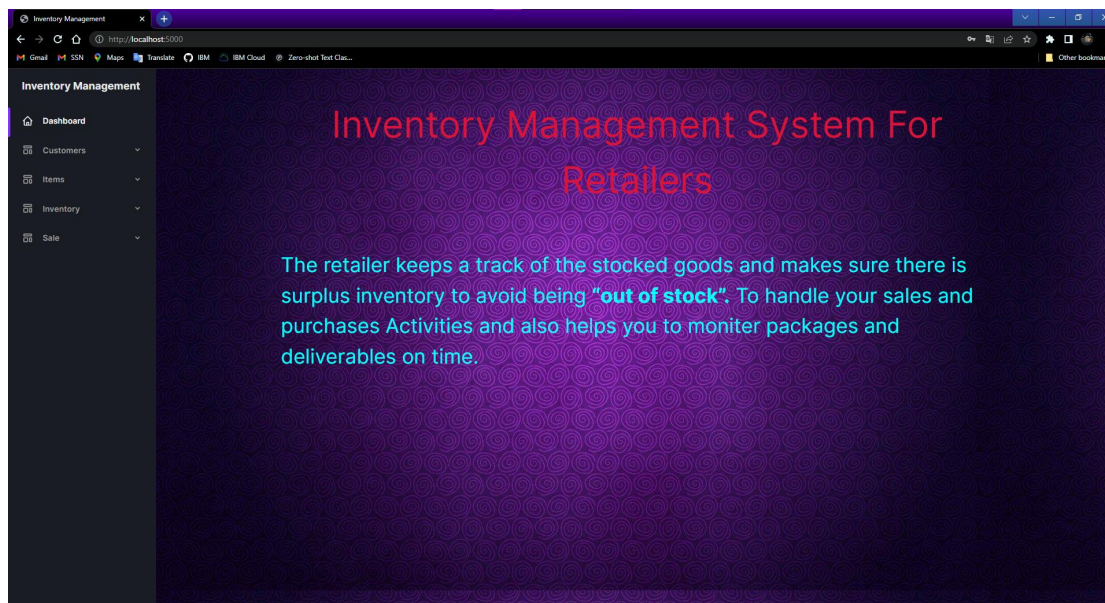 Inventory Management
http://localhost:5000
Gmail SSN Maps Translate IBM IBM Cloud Zero-shot Text Clas... Other bookmar
Inventory Management
Dashboard
Customers
Items
Inventory
Sale
Inventory Management System For
Retailers
The retailer keeps a track of the stocked goods and makes sure there is
surplus inventory to avoid being “out of stock”. To handle your sales and
purchases Activities and also helps you to moniter packages and
deliverables on time.